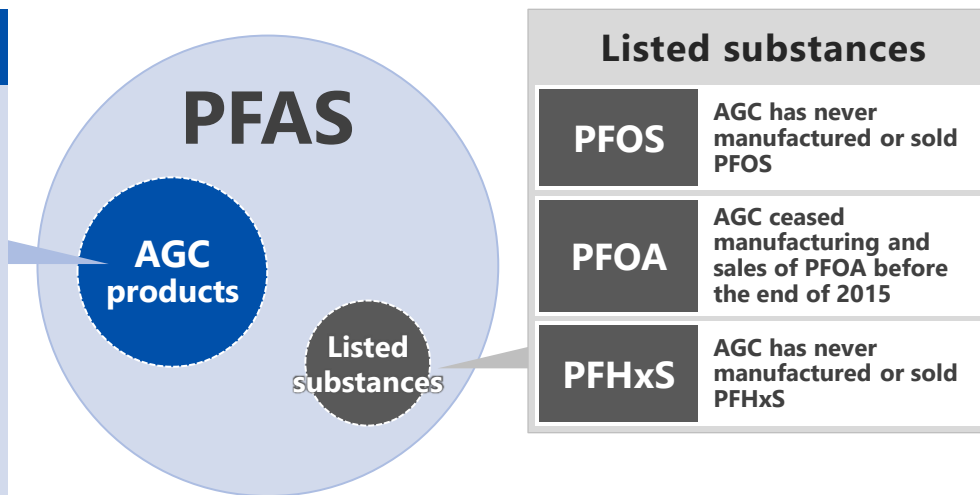 PFAS
AGC
products
Listed
substances
Listed substances
PFOS
AGC has never
manufactured or sold
PFOS
PFOA
AGC ceased
manufacturing and
sales of PFOA before
the end of 2015
PFHxS
AGC has never
manufactured or sold
PFHxS